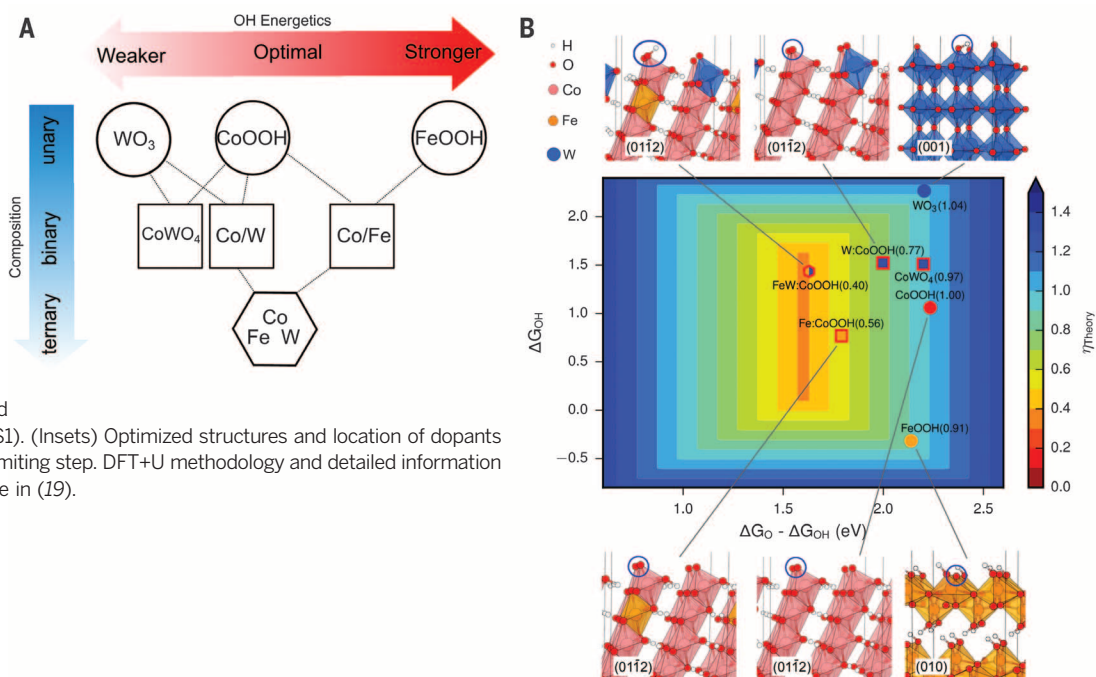 A
OH Energetics
Weaker
Optimal
Stronger
Composition
unary
binary
ternary
WO3
CoOOH
FeOOH
CoWO4
Co/W
Co/Fe
Co
Fe W
d
S1). (Insets) Optimized structures and location of dopants
miting step. DFT+U methodology and detailed information
e in (19).
B
H
O
Co
Fe
W
(011̄2)
(011̄2)
(001)
WO3(1.04)
W:CoOOH(0.77)
CoWO4(0.97)
FeW:CoOOH(0.40)
CoOOH(1.00)
Fe:CoOOH(0.56)
FeOOH(0.91)
ΔG_OH
2.0
1.5
1.0
0.5
0.0
−0.5
1.0
1.5
2.0
2.5
ΔG_O - ΔG_OH (eV)
1.4
1.2
1.0
0.8
0.6
0.4
0.2
0.0
η_Theory
(011̄2)
(011̄2)
(010)